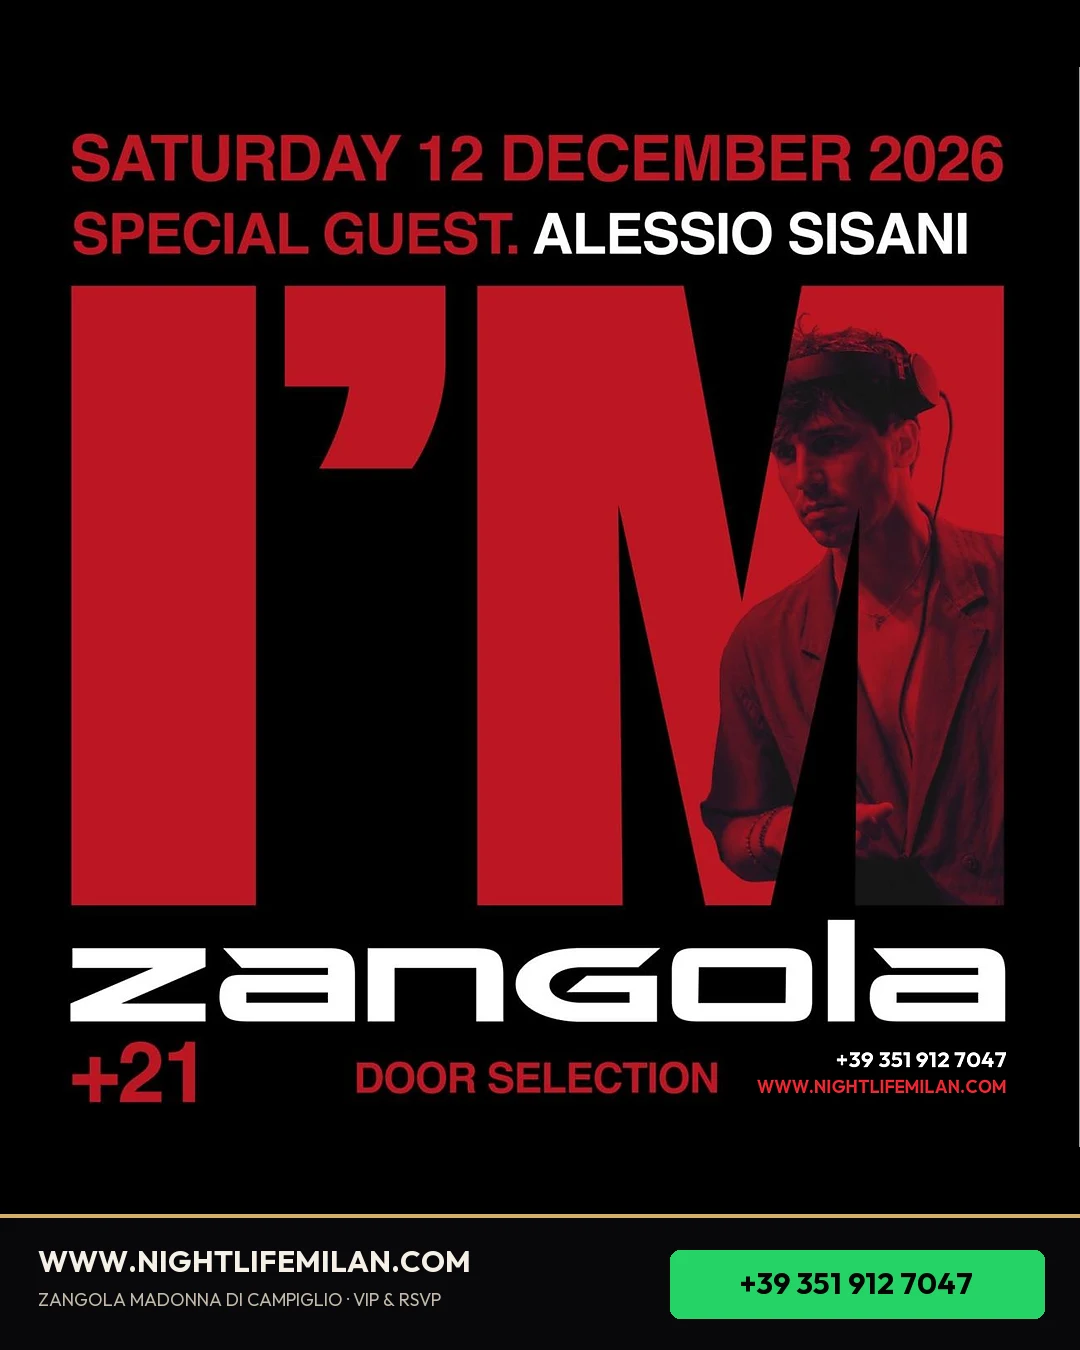 SATURDAY 12 DECEMBER 2026
SPECIAL GUEST. ALESSIO SISANI
I'M
zangola
+21
DOOR SELECTION
+39 351 912 7047
WWW.NIGHTLIFEMILAN.COM
WWW.NIGHTLIFEMILAN.COM
ZANGOLA MADONNA DI CAMPIGLIO · VIP & RSVP
+39 351 912 7047